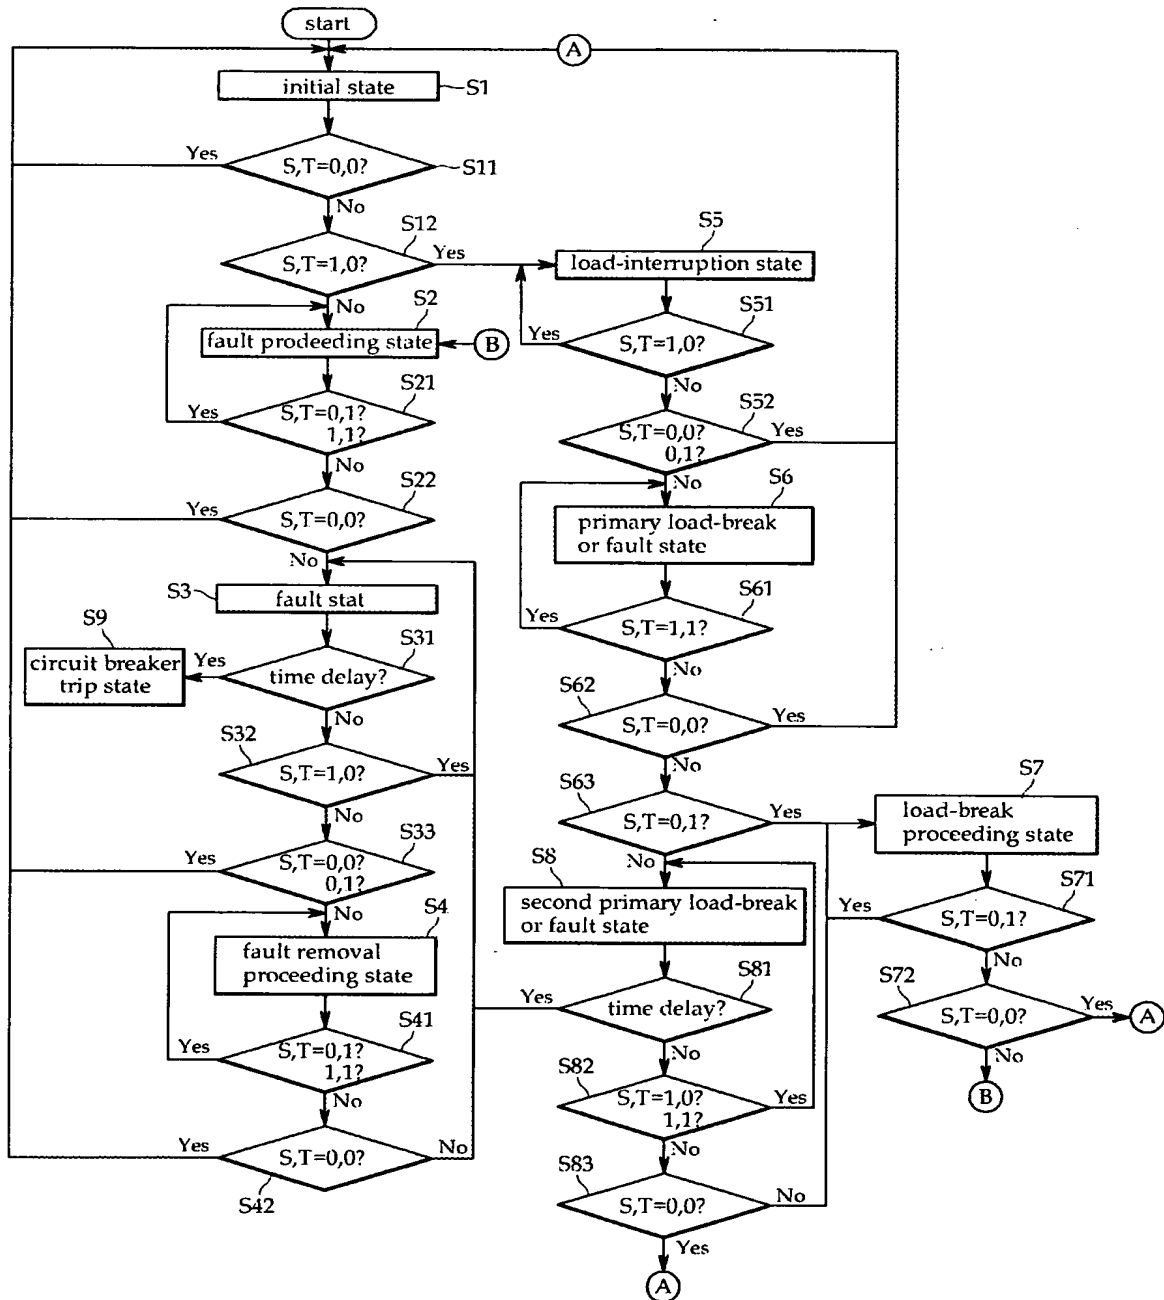 start
A
initial state
S1
Yes
S,T=0,0?
S11
No
S12
S,T=1,0?
Yes
No
S5
load-interruption state
S2
fault prodeeding state
B
S51
Yes
S,T=1,0?
No
S21
Yes
S,T=0,1?
1,1?
No
S52
S,T=0,0?
0,1?
Yes
No
S22
Yes
S,T=0,0?
No
S6
primary load-break
or fault state
S3
fault stat
S61
Yes
S,T=1,1?
No
S9
circuit breaker
trip state
Yes
S31
time delay?
No
S62
S,T=0,0?
Yes
No
S32
S,T=1,0?
Yes
No
S63
S,T=0,1?
Yes
No
S7
load-break
proceeding state
S33
Yes
S,T=0,0?
0,1?
No
S8
second primary load-break
or fault state
S71
Yes
S,T=0,1?
No
S4
fault removal
proceeding state
S81
Yes
time delay?
No
S72
S,T=0,0?
Yes
A
No
B
S41
Yes
S,T=0,1?
1,1?
No
S82
S,T=1,0?
1,1?
Yes
No
Yes
S,T=0,0?
No
S42
S83
S,T=0,0?
No
Yes
A